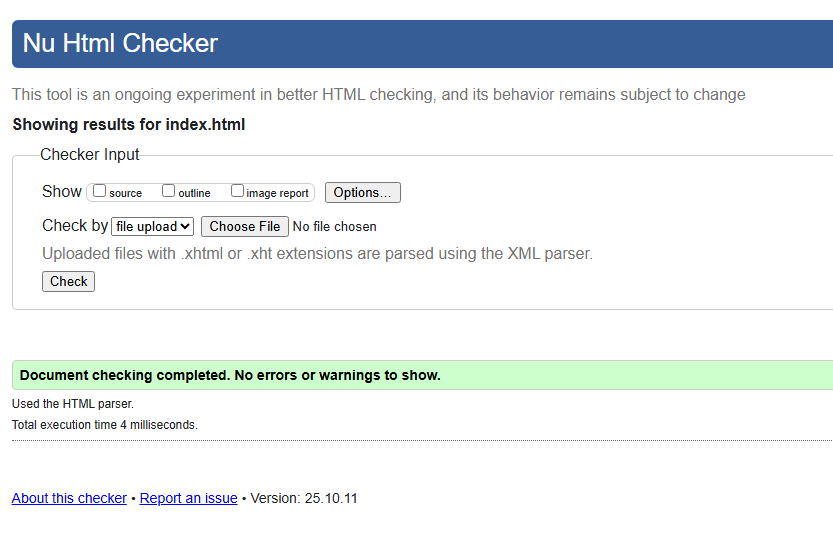 Nu Html Checker
This tool is an ongoing experiment in better HTML checking, and its behavior remains subject to change
Showing results for index.html
Checker Input
Show source outline image report Options...
Check by file upload Choose File No file chosen
Uploaded files with .xhtml or .xht extensions are parsed using the XML parser.
Check
Document checking completed. No errors or warnings to show.
Used the HTML parser.
Total execution time 4 milliseconds.
About this checker • Report an issue • Version: 25.10.11